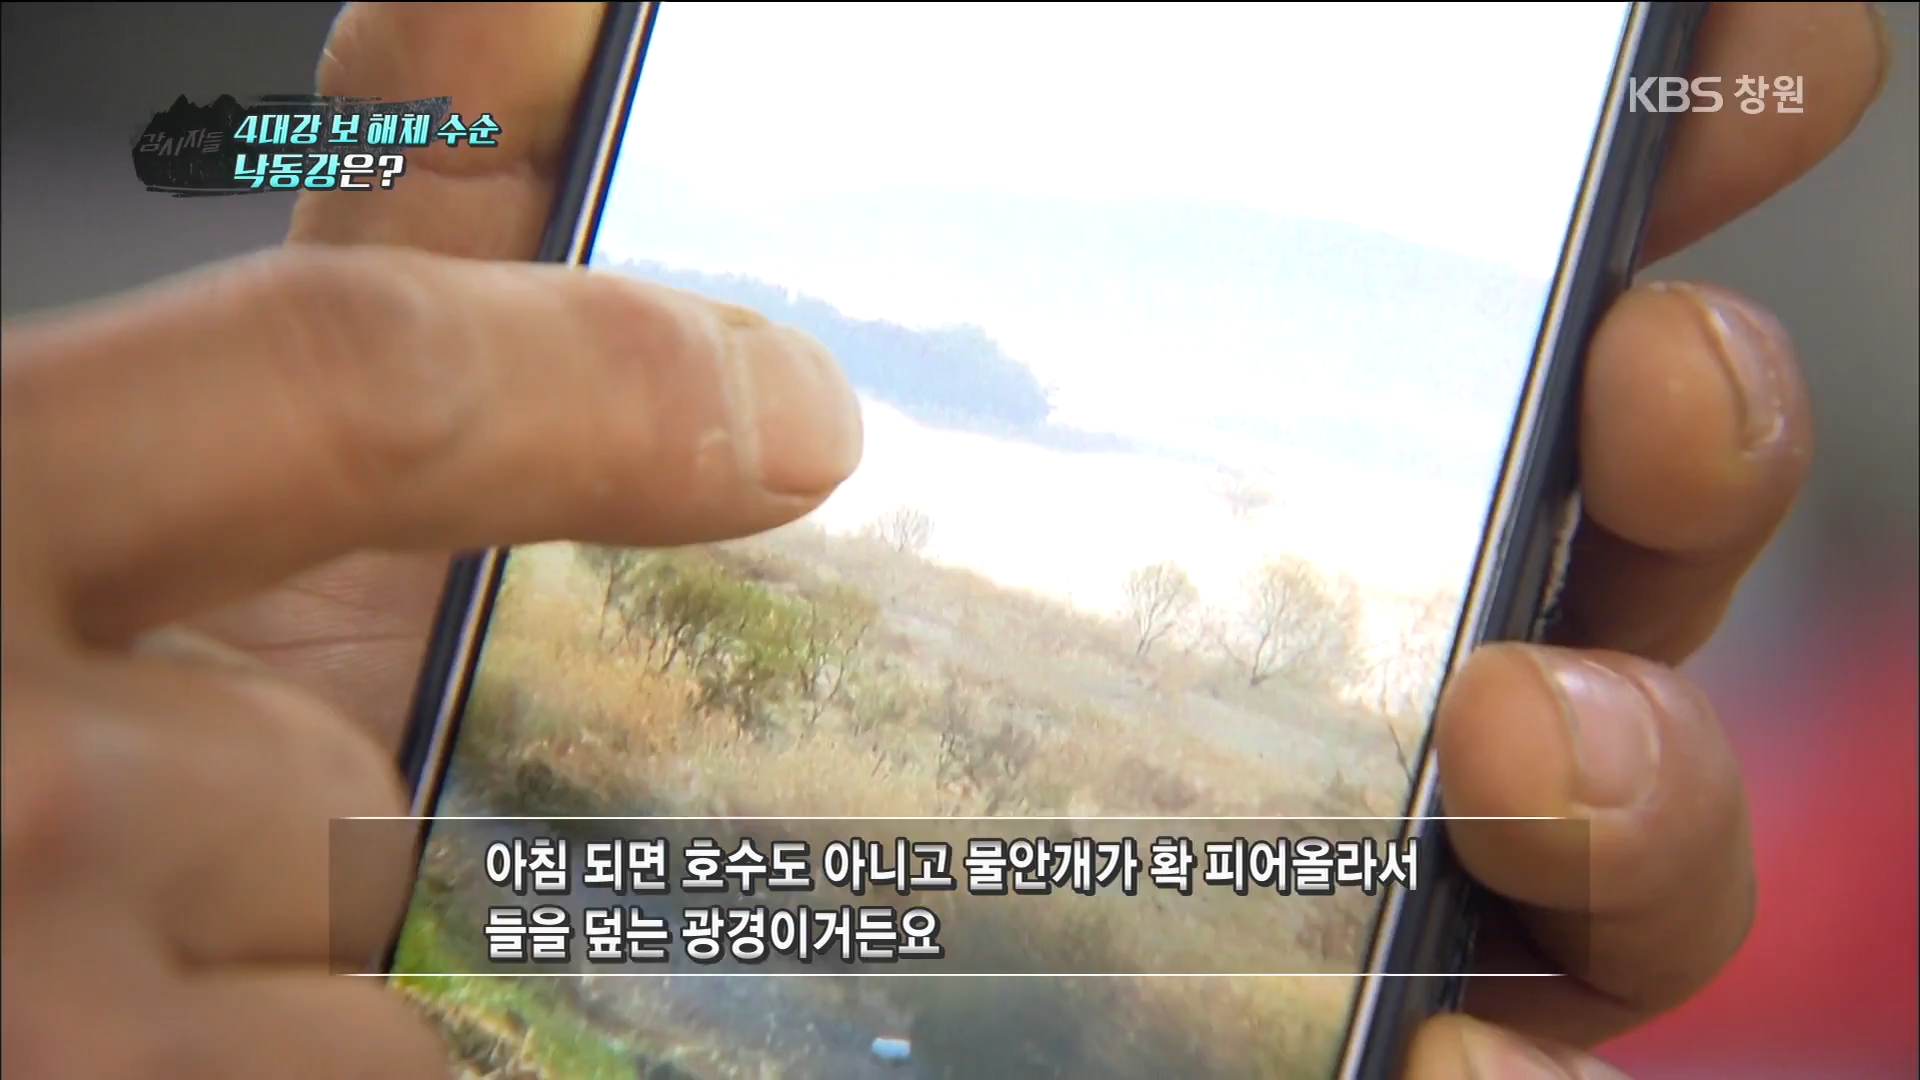 감시자들
4대강 보 해체 수순
낙동강은?
KBS 창원
아침 되면 호수도 아니고 물안개가 확 피어올라서
들을 덮는 광경이거든요